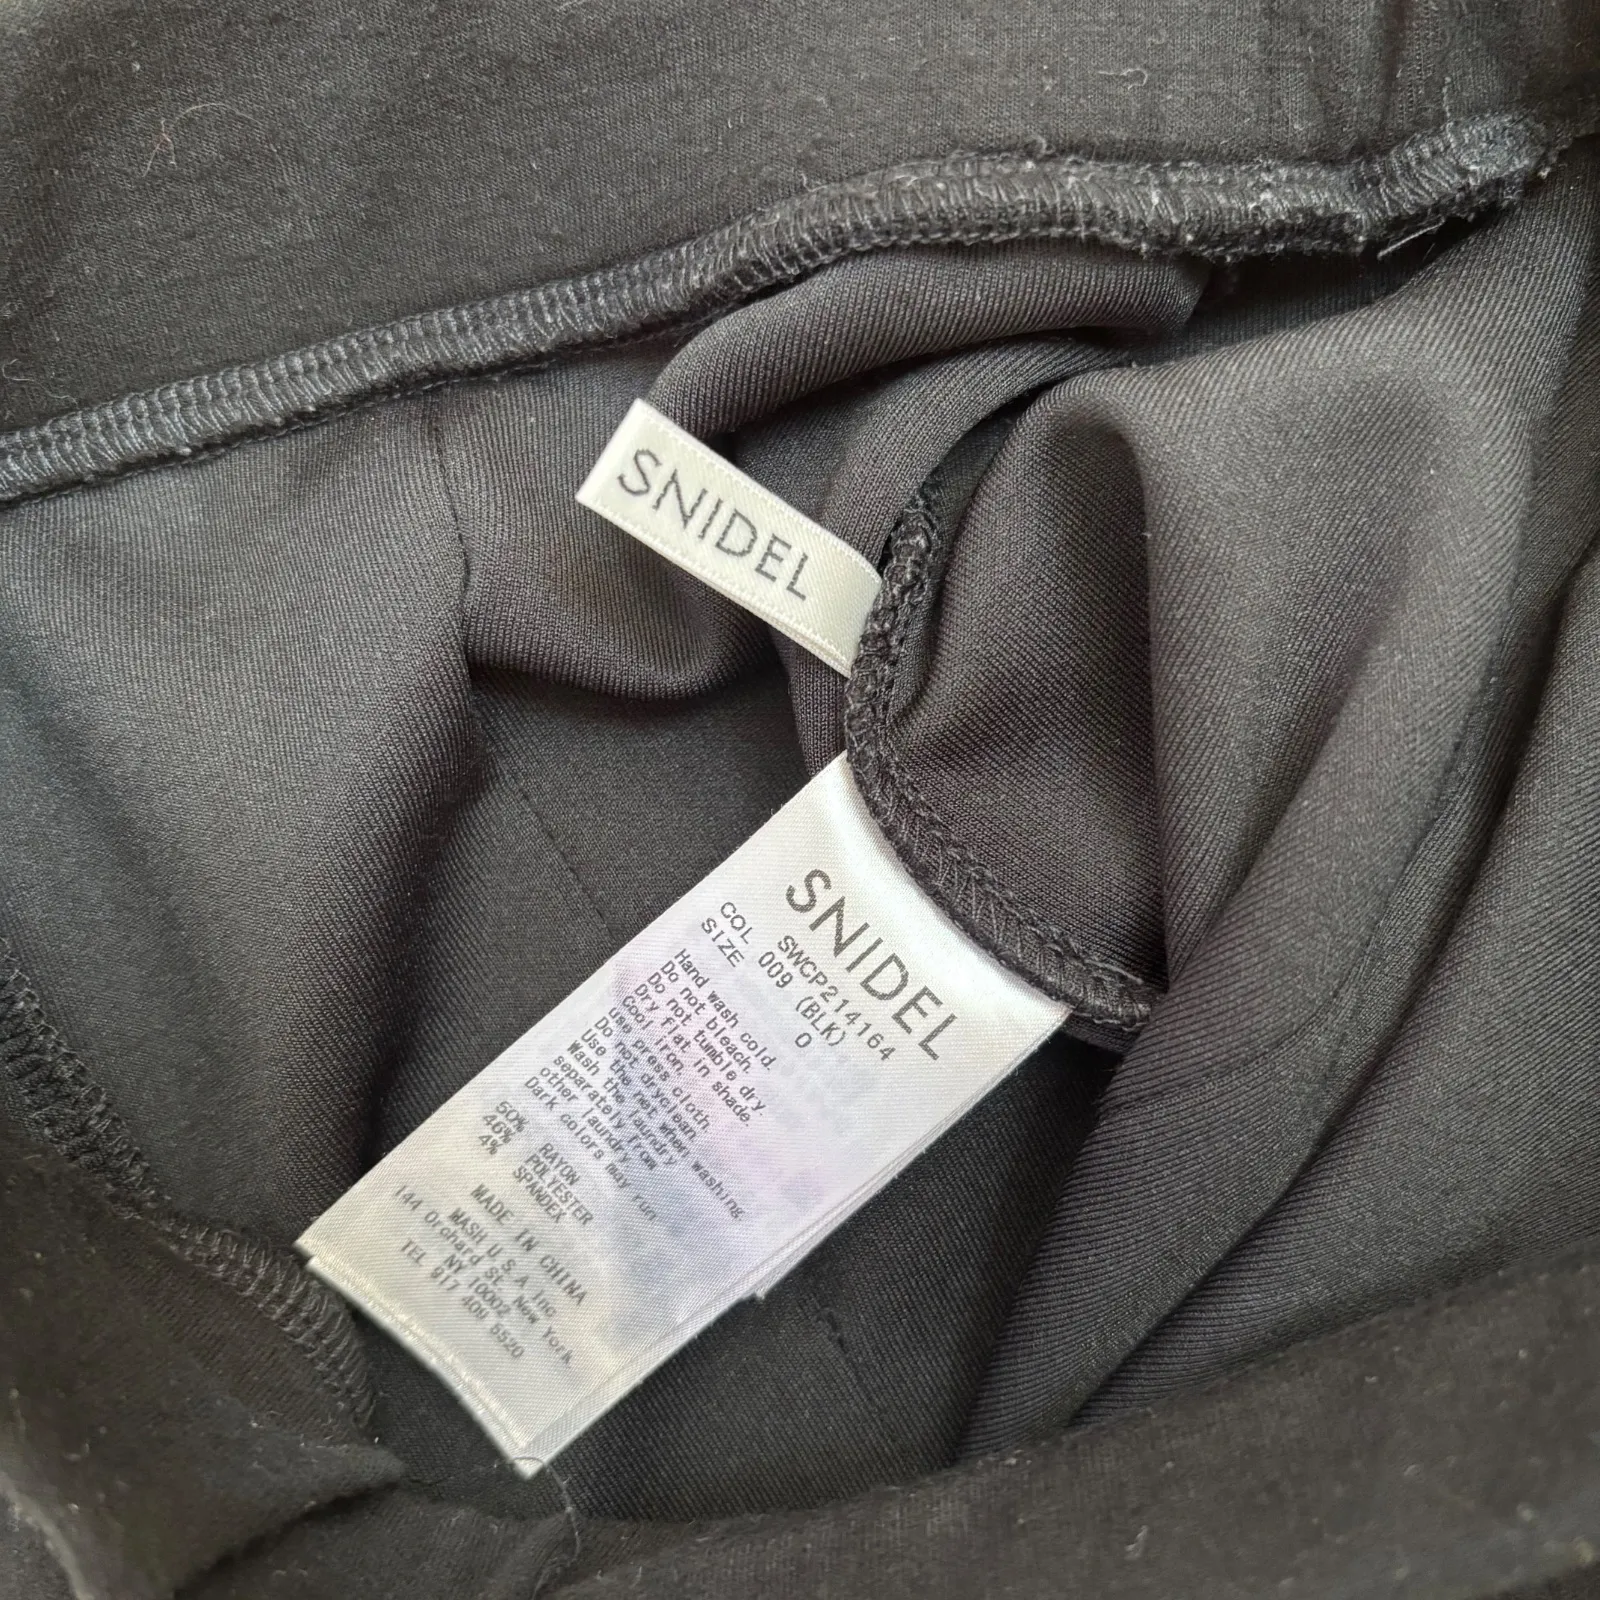 SNIDEL
SNIDEL
SWCP214164
COL 009 (BLK)
SIZE 0
Hand wash cold.
Do not bleach.
Do not tumble dry.
Dry flat in shade.
Cool iron,
use press cloth
Do not dryclean
Use the net when washing.
Wash the laundry
separately from
other laundry
Dark colors may run
50% RAYON
46% POLYESTER
4% SPANDEX
MADE IN CHINA
MASH U.S.A Inc
144 Orchard St. New York.
NY 10002
TEL 917 409 5520